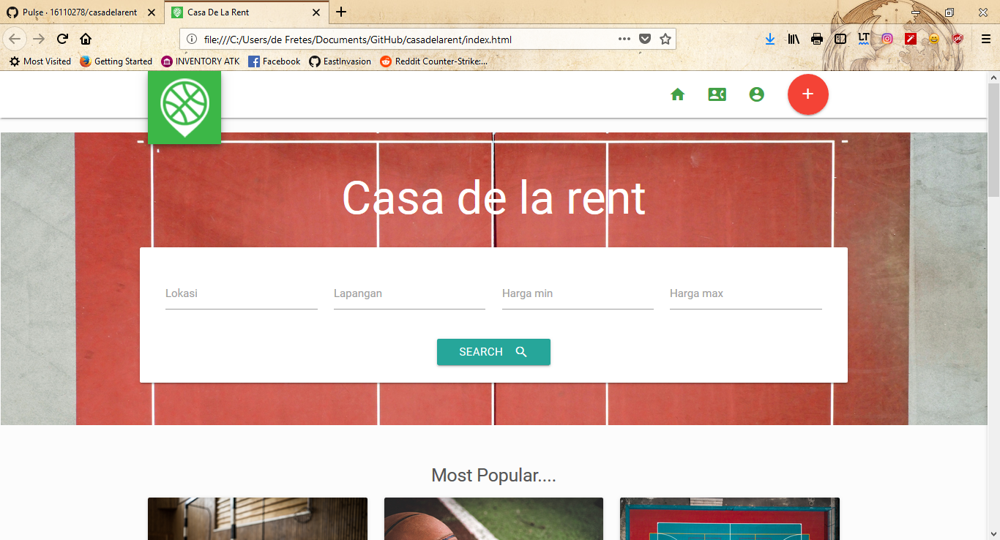 Pulse · 16110278/casadelarent
Casa De La Rent
file:///C:/Users/de Fretes/Documents/GitHub/casadelarent/index.html
LT
Most Visited
Getting Started
INVENTORY ATK
Facebook
EastInvasion
Reddit Counter-Strike:...
Casa de la rent
Lokasi
Lapangan
Harga min
Harga max
SEARCH
Most Popular....